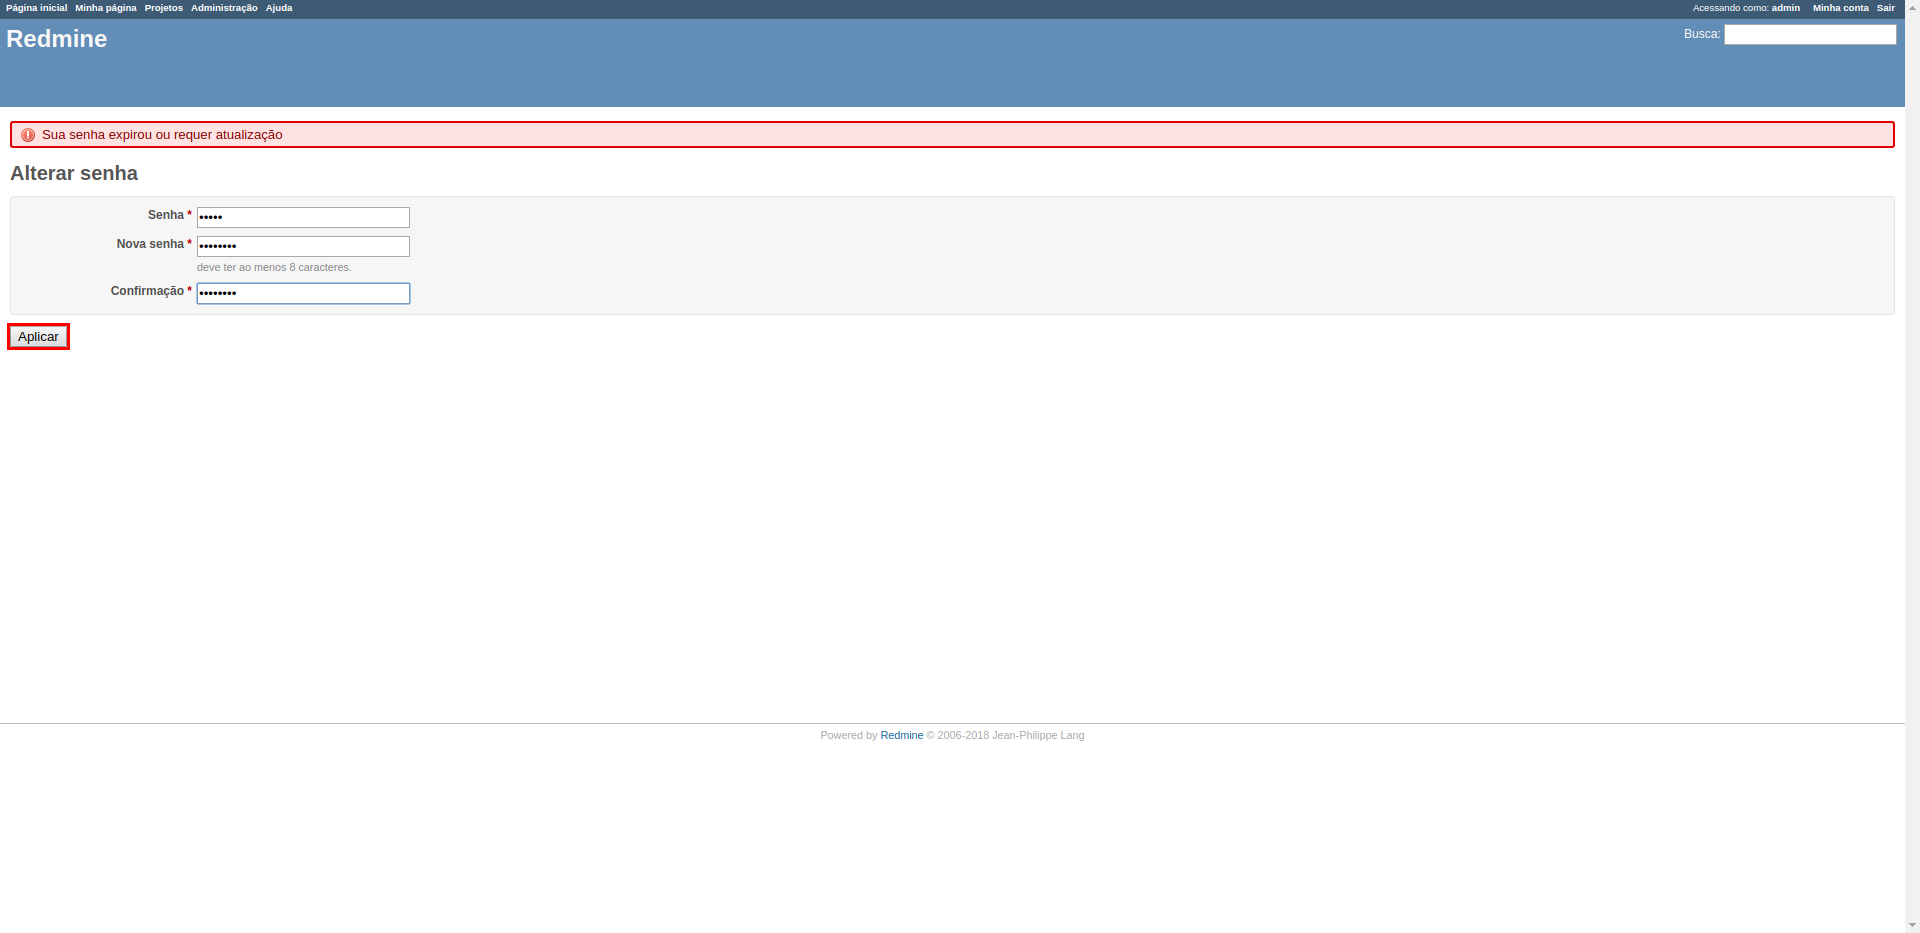 Página inicial Minha página Projetos Administração Ajuda
Acessando como: admin Minha conta Sair
Redmine
Busca:
Sua senha expirou ou requer atualização
Alterar senha
Senha * •••••
Nova senha * ••••••••
deve ter ao menos 8 caracteres.
Confirmação * ••••••••
Aplicar
Powered by Redmine © 2006-2018 Jean-Philippe Lang